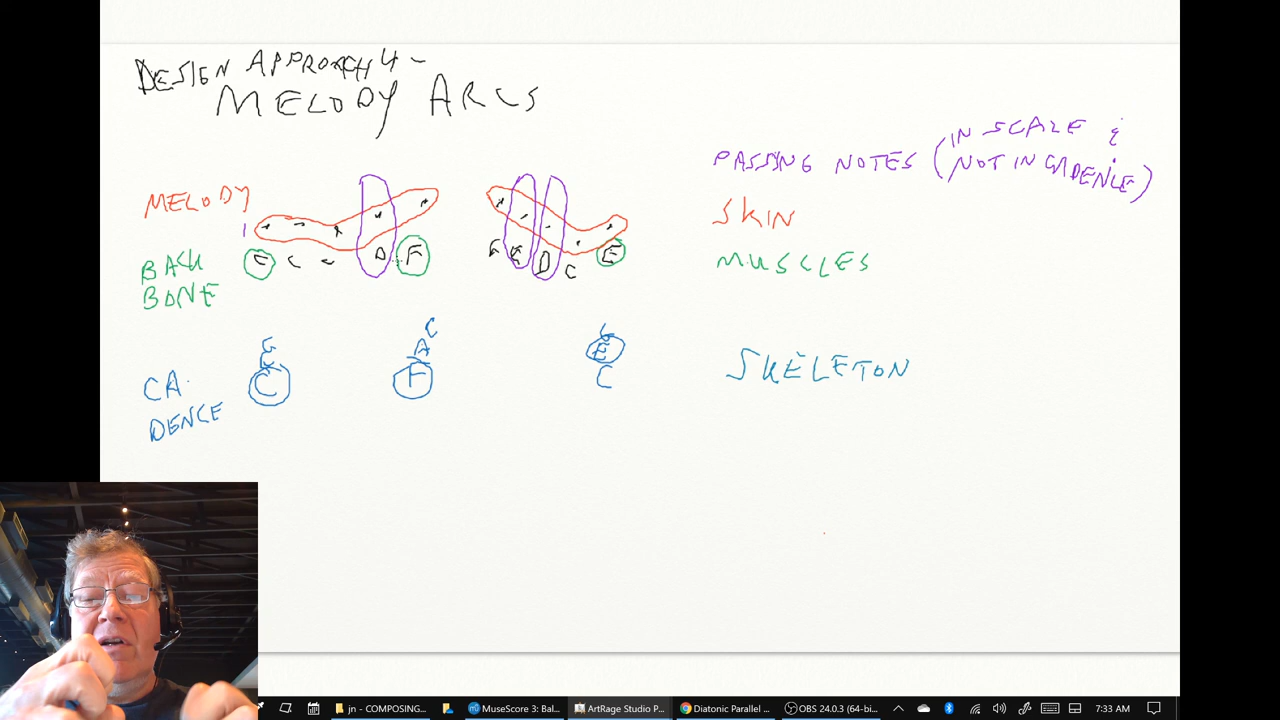 DESIGN APPROACH 4 -
MELODY ARCS
PASSING NOTES (IN SCALE &
NOT IN CADENCE)
MELODY
SKIN
BACK
BONE
D F
E D C E
MUSCLES
G
E
C
C
A
F
G
E
C
CA-
DENCE
SKELETON
jn - COMPOSING...
MuseScore 3: Bal...
ArtRage Studio P...
Diatonic Parallel ...
OBS 24.0.3 (64-bi...
7:33 AM